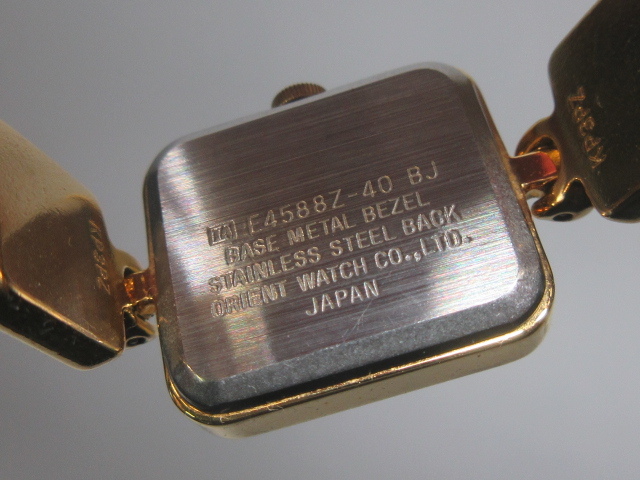 E4588Z-40 BJ
BASE METAL BEZEL
STAINLESS STEEL BACK
ORIENT WATCH CO.,LTD.
JAPAN